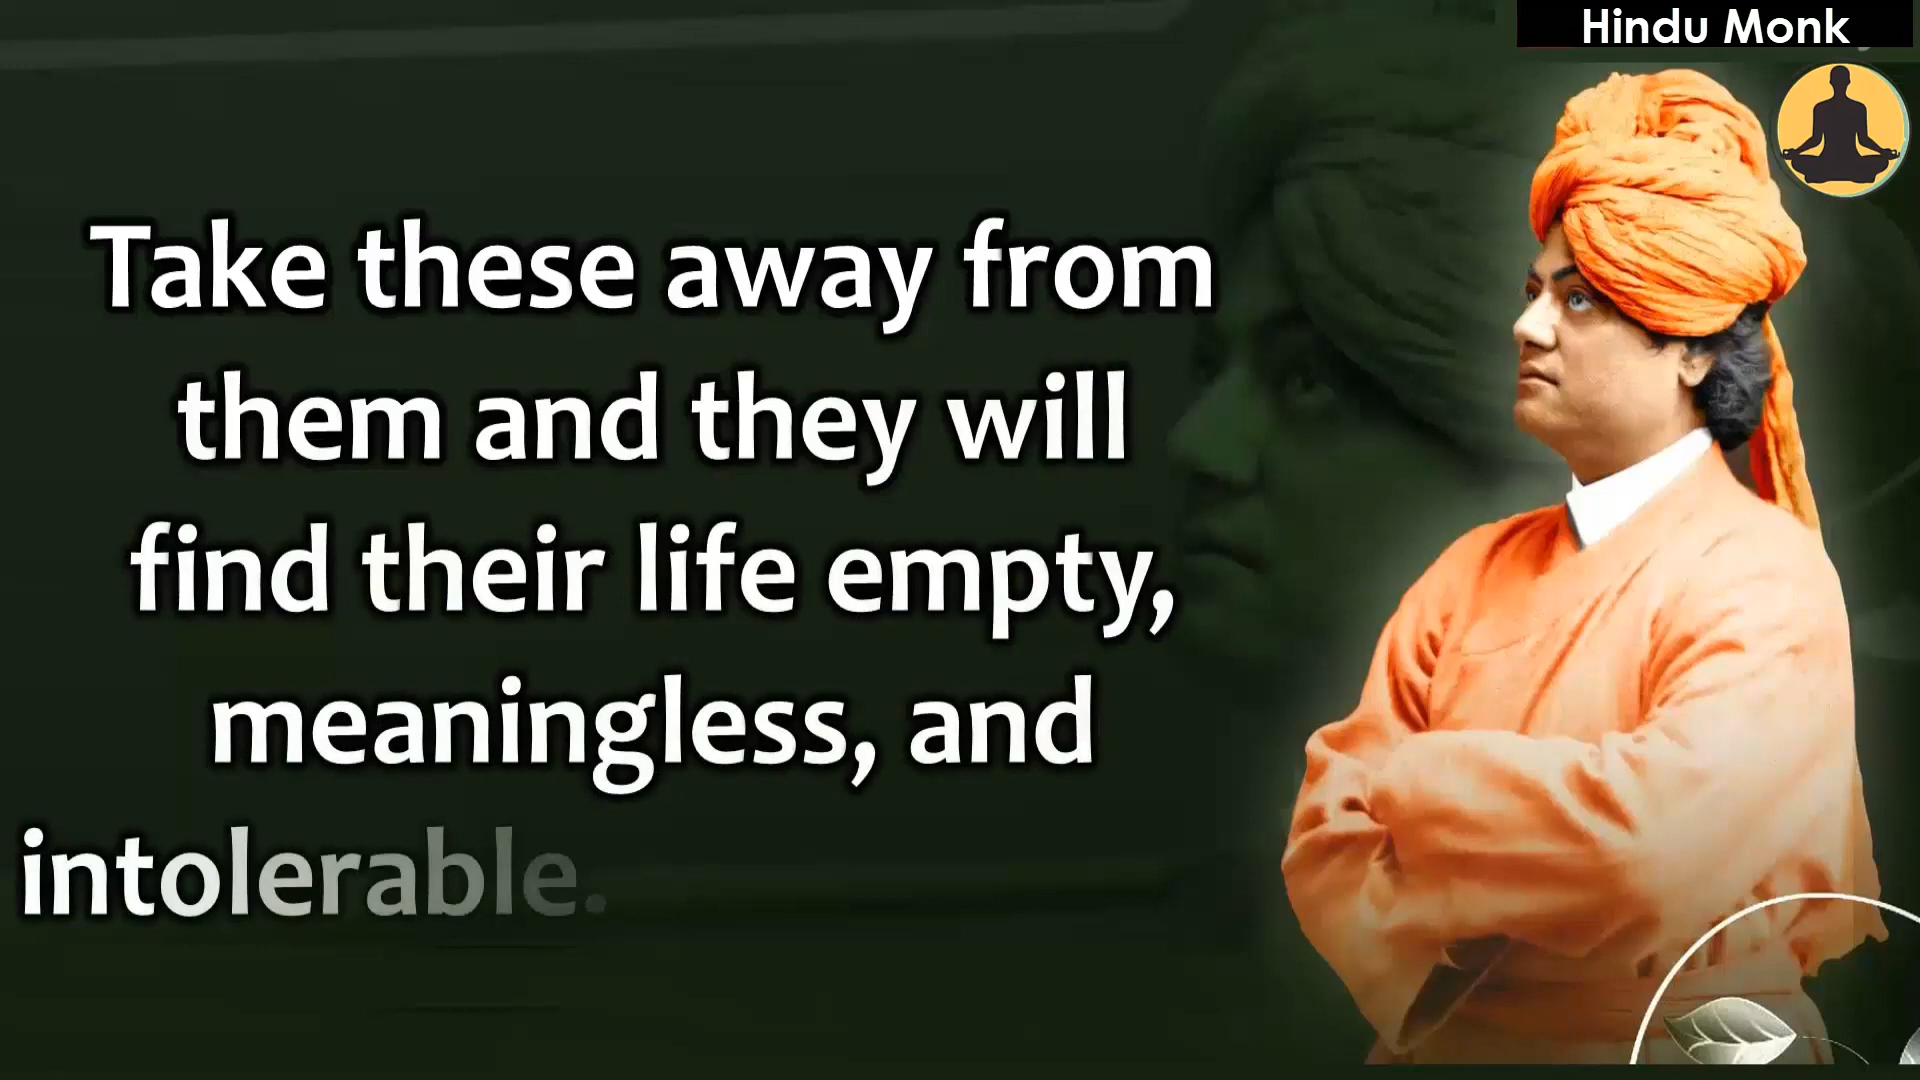 Hindu Monk
Take these away from
them and they will
find their life empty,
meaningless, and
intolerable.